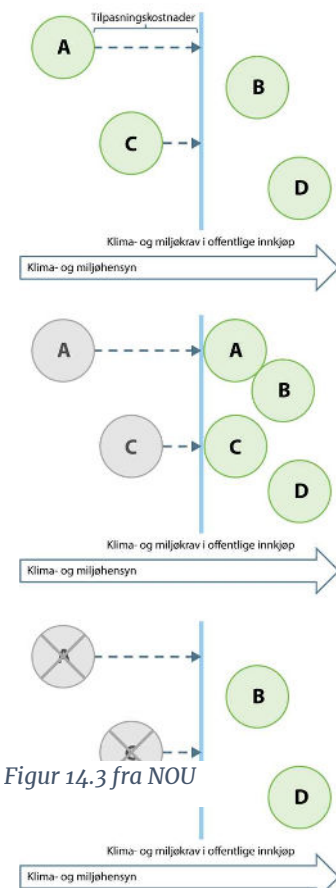 Tilpasningskostnader
A
B
C
D
Klima- og miljøkrav i offentlige innkjøp
Klima- og miljøhensyn
A
A
B
C
C
D
Klima- og miljøkrav i offentlige innkjøp
Klima- og miljøhensyn
A
B
C
Figur 14.3 fra NOU
D
Klima- og miljøkrav i offentlige innkjøp
Klima- og miljøhensyn